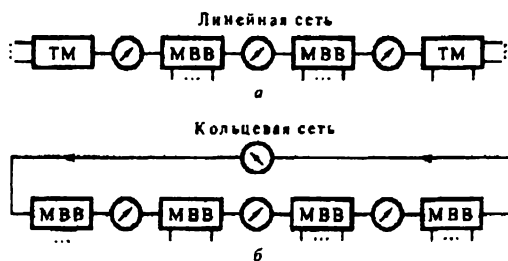 Линейная сеть
ТМ МВВ МВВ ТМ
... ...
а
Кольцевая сеть
МВВ МВВ МВВ МВВ
... ... ... ...
б